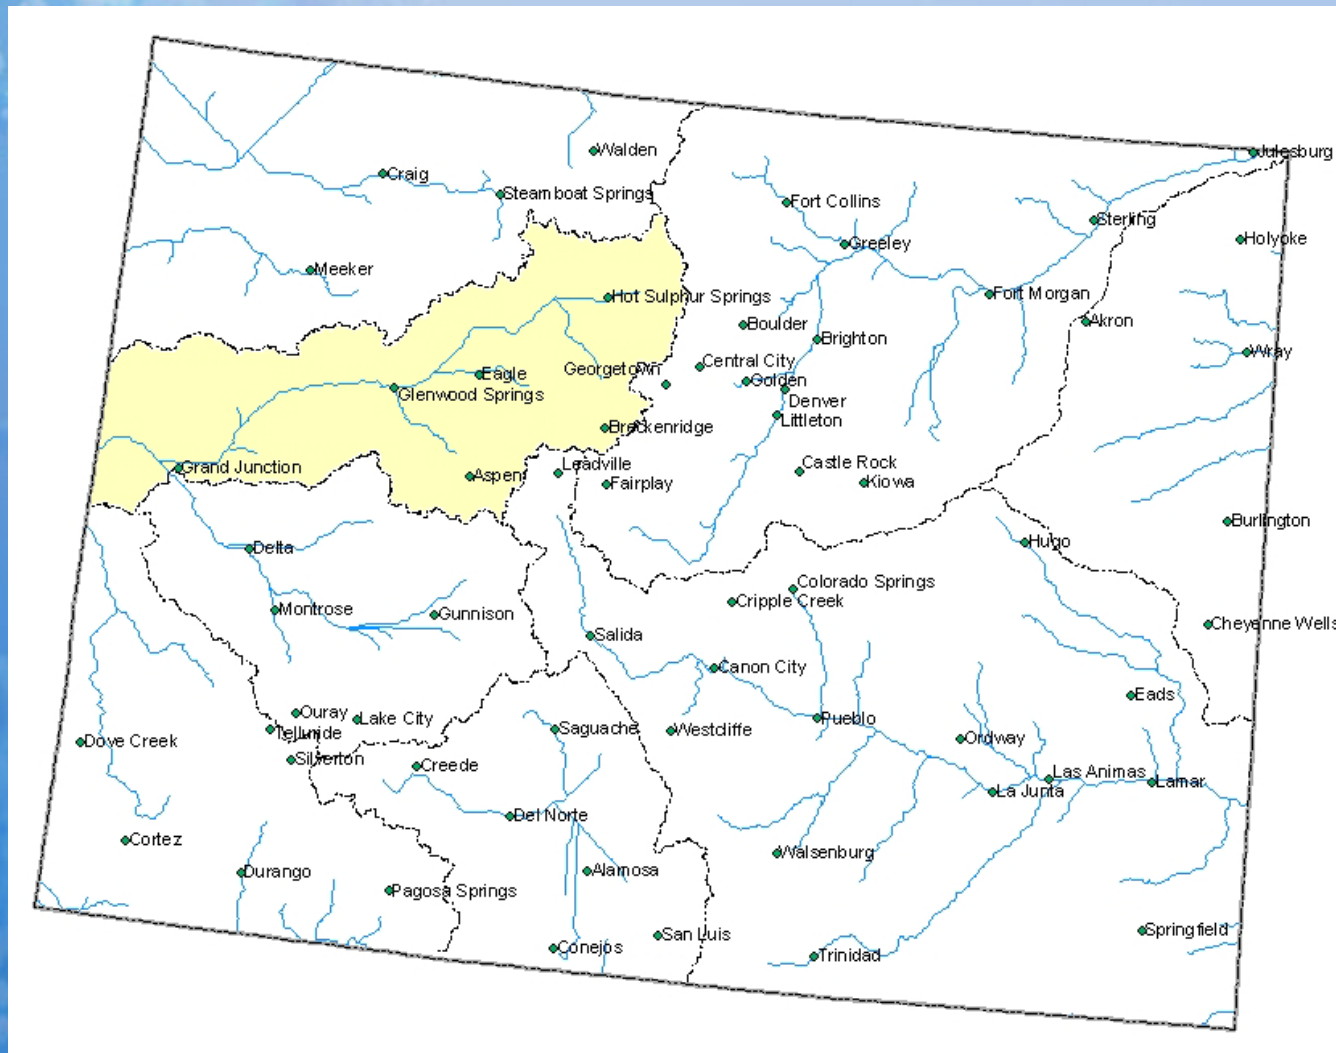 Julesburg
Walden
Craig
Steamboat Springs
Fort Collins
Sterling
Greeley
Holyoke
Meeker
Hot Sulphur Springs
Fort Morgan
Boulder
Akron
Brighton
Wray
Central City
Georgetown
Eagle
Golden
Glenwood Springs
Denver
Littleton
Breckenridge
Grand Junction
Aspen
Leadville
Castle Rock
Fairplay
Kiowa
Burlington
Delta
Hugo
Colorado Springs
Cripple Creek
Montrose
Gunnison
Salida
Cheyenne Wells
Canon City
Eads
Ouray
Lake City
Pueblo
Telluride
Saguache
Westcliffe
Dove Creek
Ordway
Silverton
Creede
Las Animas
Lamar
La Junta
Del Norte
Cortez
Walsenburg
Durango
Alamosa
Pagosa Springs
San Luis
Springfield
Conejos
Trinidad